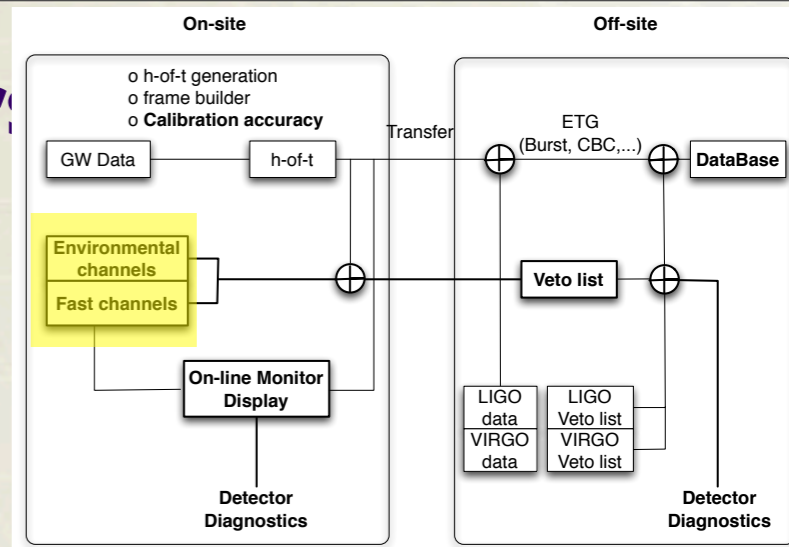 On-site
Off-site
o h-of-t generation
o frame builder
o Calibration accuracy
Transfer
ETG
(Burst, CBC,...)
GW Data
h-of-t
DataBase
Environmental
channels
Fast channels
Veto list
On-line Monitor
Display
LIGO
data
VIRGO
data
LIGO
Veto list
VIRGO
Veto list
Detector
Diagnostics
Detector
Diagnostics